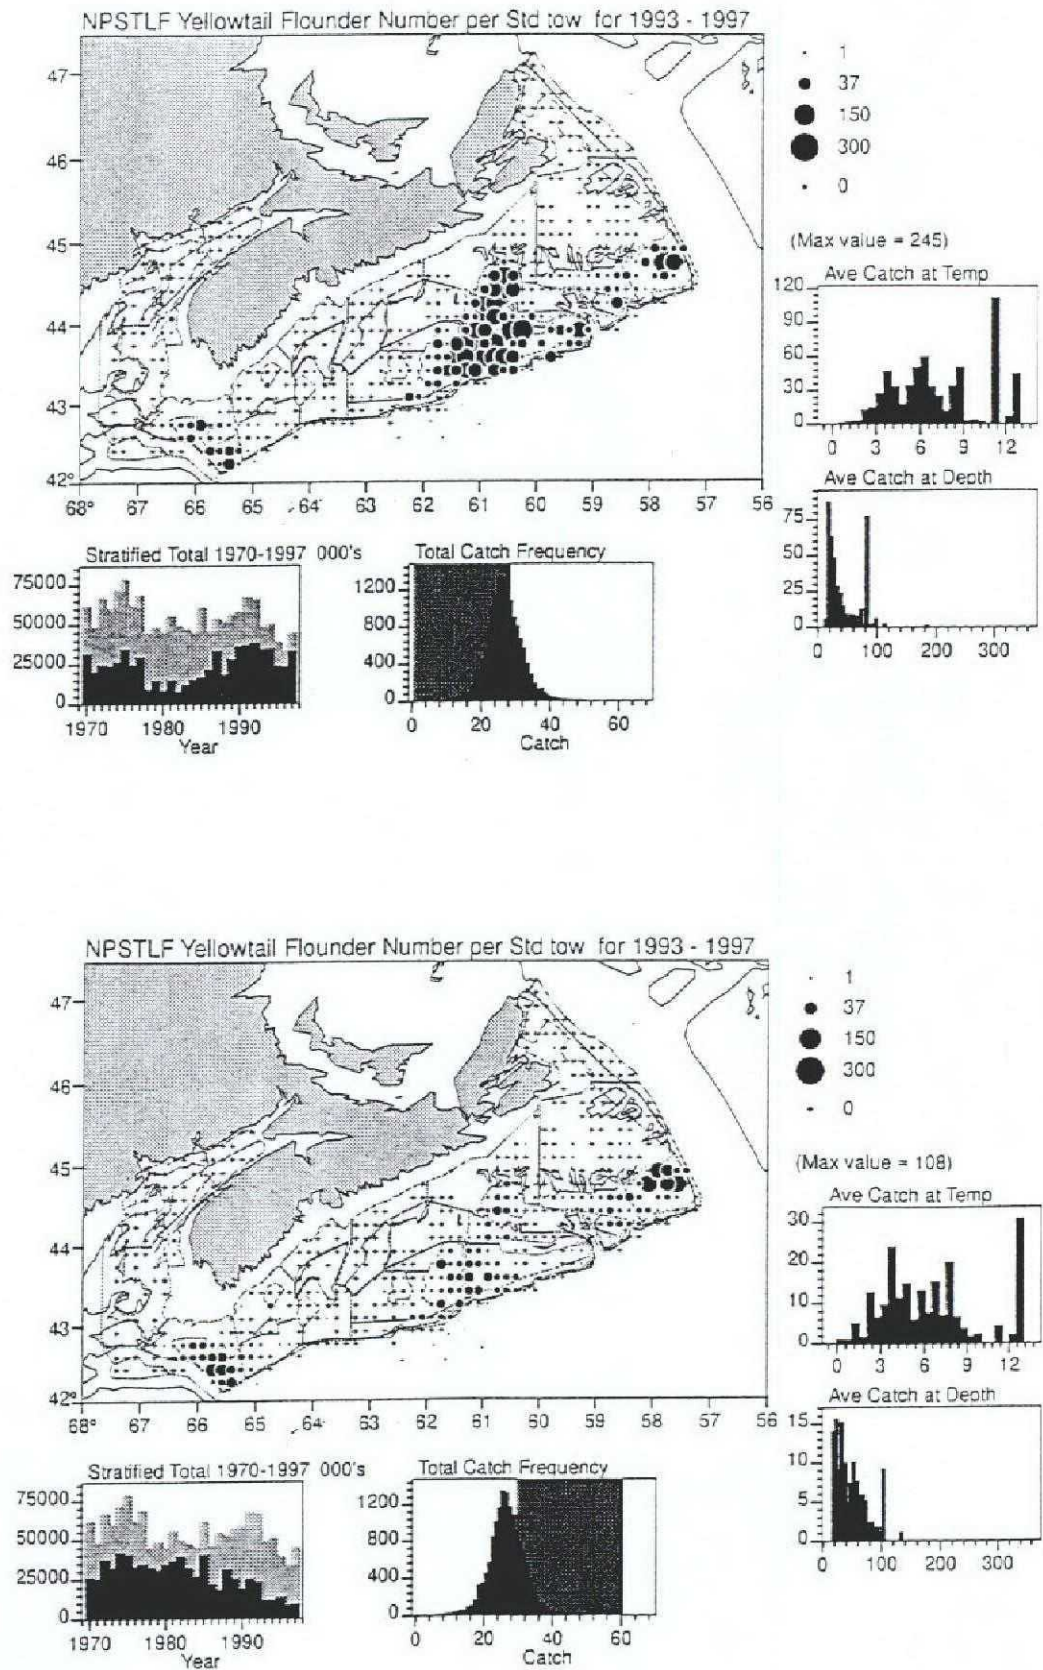 NPSTLF Yellowtail Flounder Number per Std tow for 1993 - 1997
47
46
45
44
43
42°
68° 67 66 65 64 63 62 61 60 59 58 57 56
1
37
150
300
0
(Max value = 245)
Ave Catch at Temp
120
90
60
30
0
0 3 6 9 12
Ave Catch at Depth
75
50
25
0
0 100 200 300
Stratified Total 1970-1997 000's
75000
50000
25000
0
1970 1980 1990
Year
Total Catch Frequency
1200
800
400
0
0 20 40 60
Catch
NPSTLF Yellowtail Flounder Number per Std tow for 1993 - 1997
47
46
45
44
43
42°
68° 67 66 65 64 63 62 61 60 59 58 57 56
1
37
150
300
0
(Max value = 108)
Ave Catch at Temp
30
20
10
0
0 3 6 9 12
Ave Catch at Depth
15
10
5
0
0 100 200 300
Stratified Total 1970-1997 000's
75000
50000
25000
0
1970 1980 1990
Year
Total Catch Frequency
1200
800
400
0
0 20 40 60
Catch